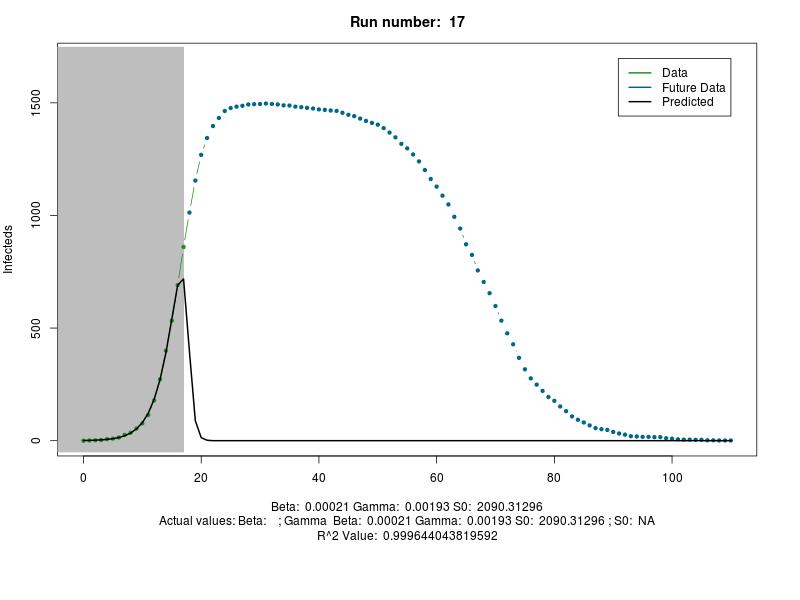 Run number: 17
Data
Future Data
Predicted
Infecteds
1500
1000
500
0
0 20 40 60 80 100
Beta: 0.00021 Gamma: 0.00193 S0: 2090.31296
Actual values: Beta: ; Gamma Beta: 0.00021 Gamma: 0.00193 S0: 2090.31296 ; S0: NA
R^2 Value: 0.999644043819592